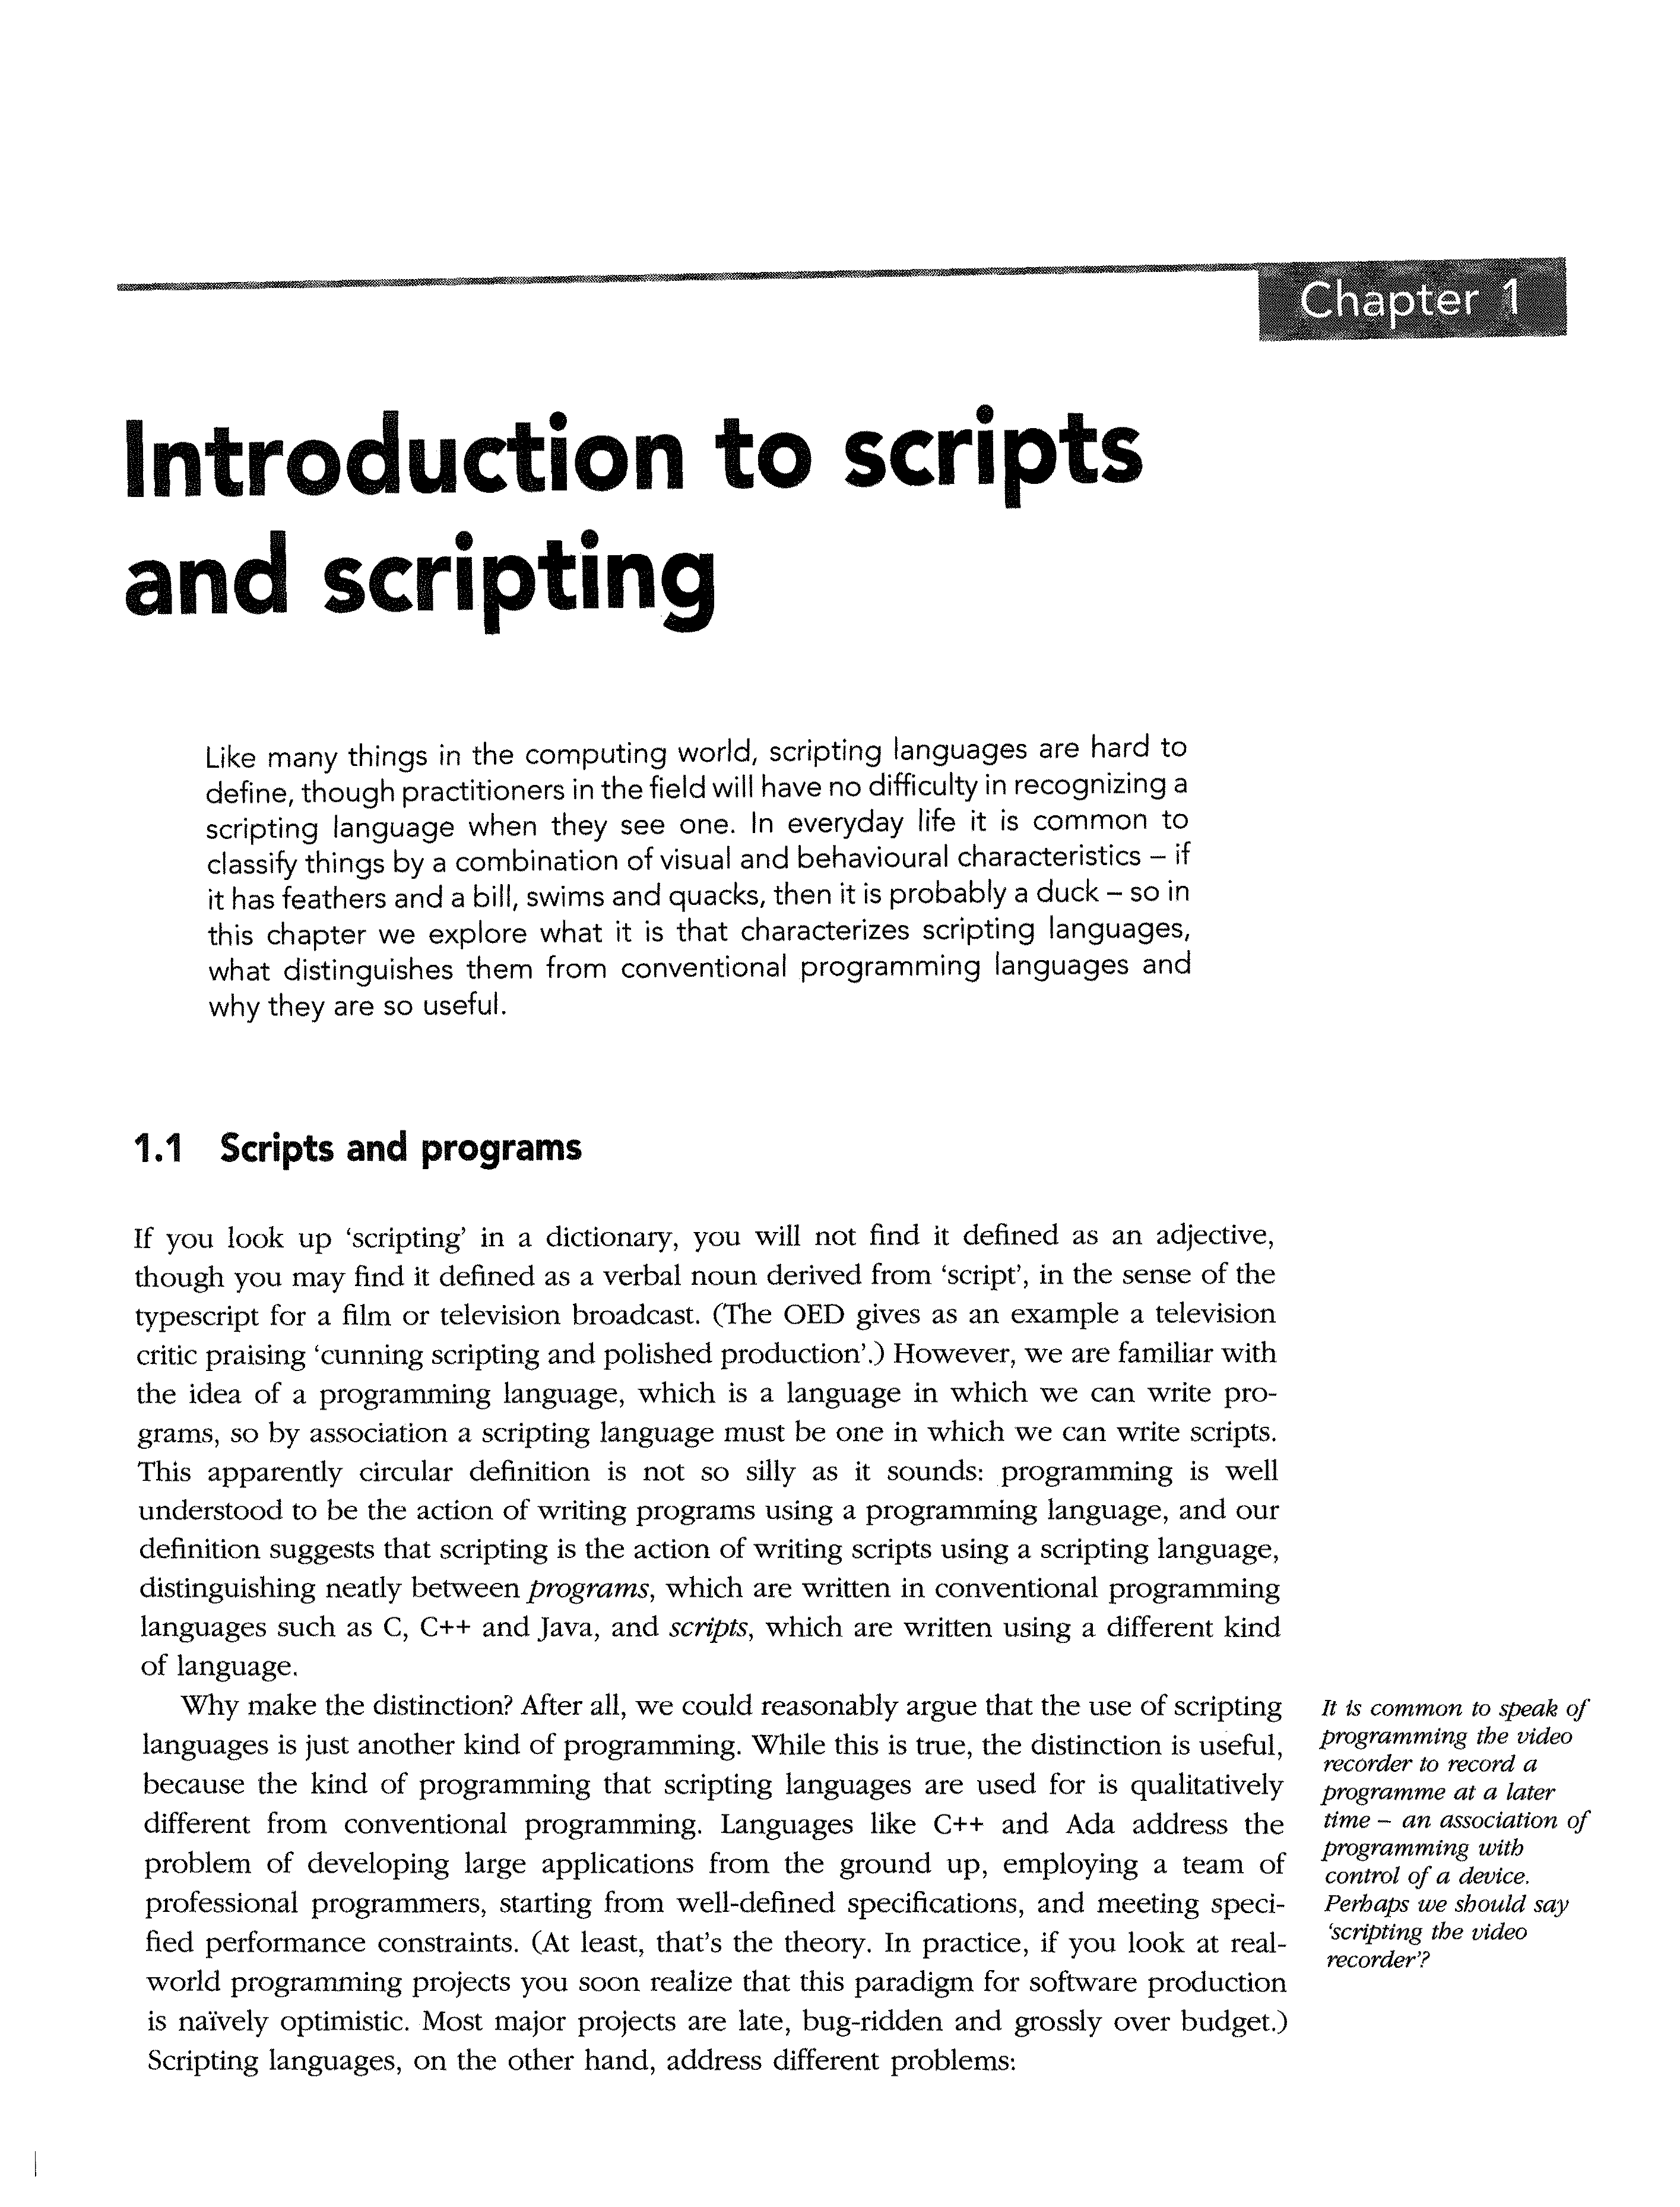 Chapter 1
Introduction to scripts
and scripting
Like many things in the computing world, scripting languages are hard to
define, though practitioners in the field will have no difficulty in recognizing a
scripting language when they see one. In everyday life it is common to
classify things by a combination of visual and behavioural characteristics – if
it has feathers and a bill, swims and quacks, then it is probably a duck – so in
this chapter we explore what it is that characterizes scripting languages,
what distinguishes them from conventional programming languages and
why they are so useful.
1.1 Scripts and programs
If you look up ‘scripting’ in a dictionary, you will not find it defined as an adjective,
though you may find it defined as a verbal noun derived from ‘script’, in the sense of the
typescript for a film or television broadcast. (The OED gives as an example a television
critic praising ‘cunning scripting and polished production’.) However, we are familiar with
the idea of a programming language, which is a language in which we can write pro-
grams, so by association a scripting language must be one in which we can write scripts.
This apparently circular definition is not so silly as it sounds: programming is well
understood to be the action of writing programs using a programming language, and our
definition suggests that scripting is the action of writing scripts using a scripting language,
distinguishing neatly between programs, which are written in conventional programming
languages such as C, C++ and Java, and scripts, which are written using a different kind
of language.
Why make the distinction? After all, we could reasonably argue that the use of scripting
languages is just another kind of programming. While this is true, the distinction is useful,
because the kind of programming that scripting languages are used for is qualitatively
different from conventional programming. Languages like C++ and Ada address the
problem of developing large applications from the ground up, employing a team of
professional programmers, starting from well-defined specifications, and meeting speci-
fied performance constraints. (At least, that’s the theory. In practice, if you look at real-
world programming projects you soon realize that this paradigm for software production
is naïvely optimistic. Most major projects are late, bug-ridden and grossly over budget.)
Scripting languages, on the other hand, address different problems:
It is common to speak of
programming the video
recorder to record a
programme at a later
time – an association of
programming with
control of a device.
Perhaps we should say
‘scripting the video
recorder’?